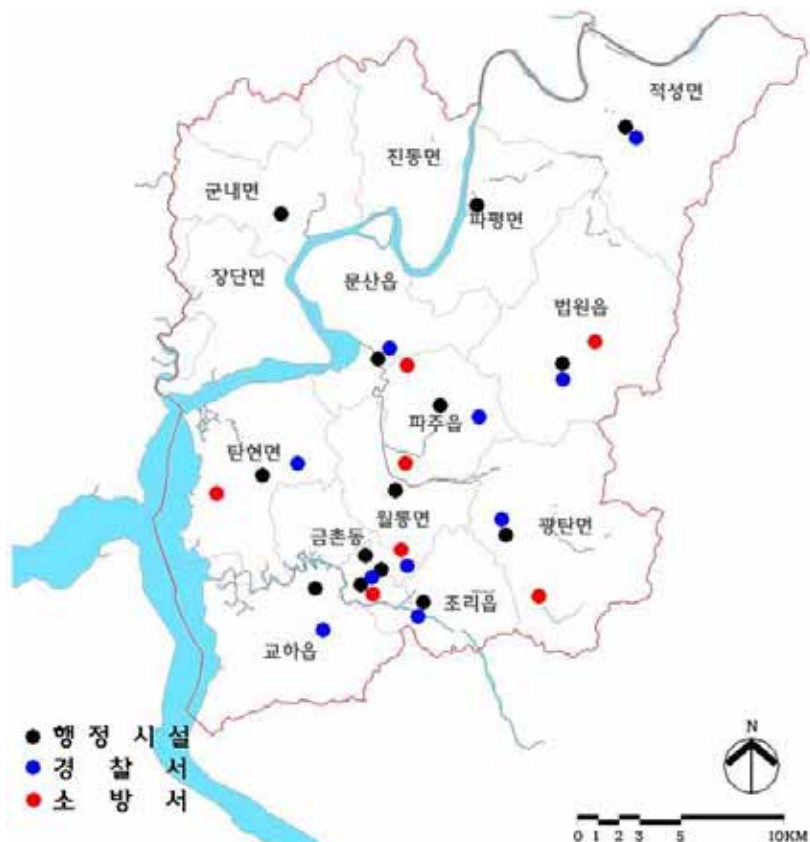 적성면
진동면
군내면
파평면
장단면
문산읍
법원읍
파주읍
탄현면
월롱면
광탄면
금촌동
조리읍
교하읍
행정시설
경찰서
소방서
N
0 1 2 3 5 10KM